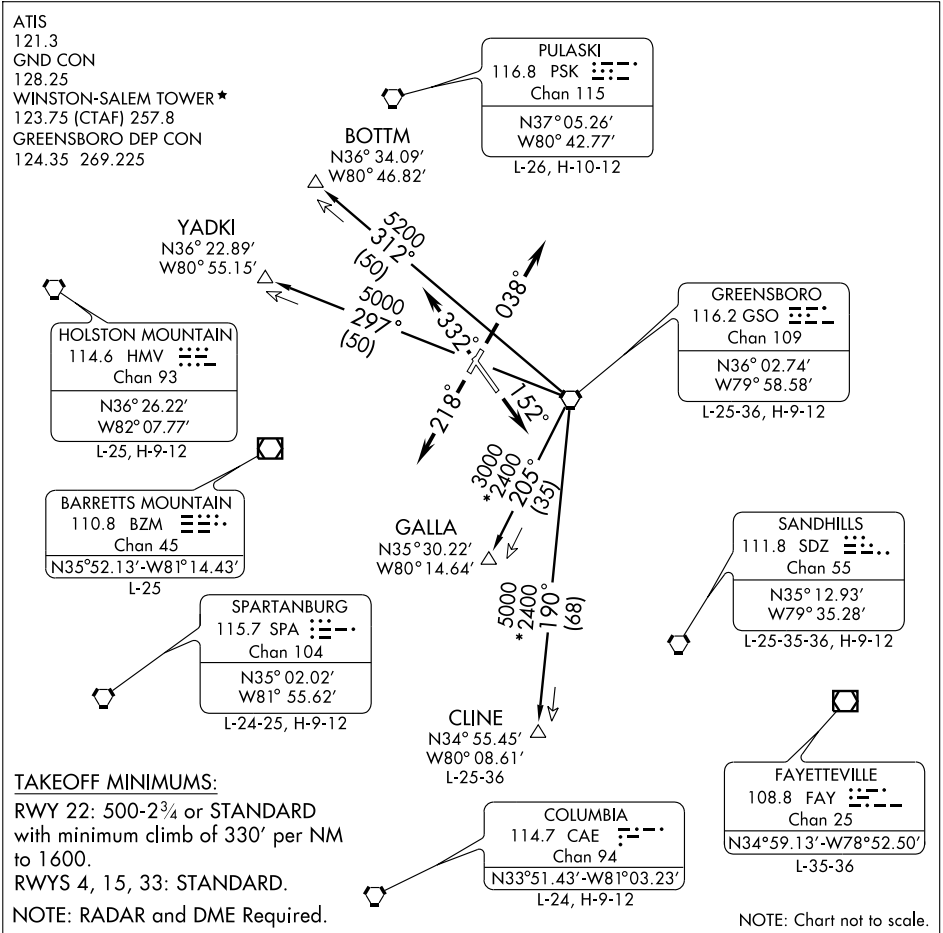 ATIS
121.3
GND CON
128.25
WINSTON-SALEM TOWER★
123.75 (CTAF) 257.8
GREENSBORO DEP CON
124.35 269.225
PULASKI
116.8 PSK
Chan 115
N37°05.26′
W80°42.77′
L-26, H-10-12
BOTTM
N36°34.09′
W80°46.82′
YADKI
N36°22.89′
W80°55.15′
5200
312°
(50)
5000
297°
(50)
332°
038°
218°
152°
HOLSTON MOUNTAIN
114.6 HMV
Chan 93
N36°26.22′
W82°07.77′
L-25, H-9-12
GREENSBORO
116.2 GSO
Chan 109
N36°02.74′
W79°58.58′
L-25-36, H-9-12
BARRETTS MOUNTAIN
110.8 BZM
Chan 45
N35°52.13′-W81°14.43′
L-25
3000
*2400
205°
(35)
GALLA
N35°30.22′
W80°14.64′
5000
*2400
190°
(68)
SANDHILLS
111.8 SDZ
Chan 55
N35°12.93′
W79°35.28′
L-25-35-36, H-9-12
SPARTANBURG
115.7 SPA
Chan 104
N35°02.02′
W81°55.62′
L-24-25, H-9-12
CLINE
N34°55.45′
W80°08.61′
L-25-36
FAYETTEVILLE
108.8 FAY
Chan 25
N34°59.13′-W78°52.50′
L-35-36
COLUMBIA
114.7 CAE
Chan 94
N33°51.43′-W81°03.23′
L-24, H-9-12
TAKEOFF MINIMUMS:
RWY 22: 500-2¾ or STANDARD
with minimum climb of 330′ per NM
to 1600.
RWYS 4, 15, 33: STANDARD.
NOTE: RADAR and DME Required.
NOTE: Chart not to scale.